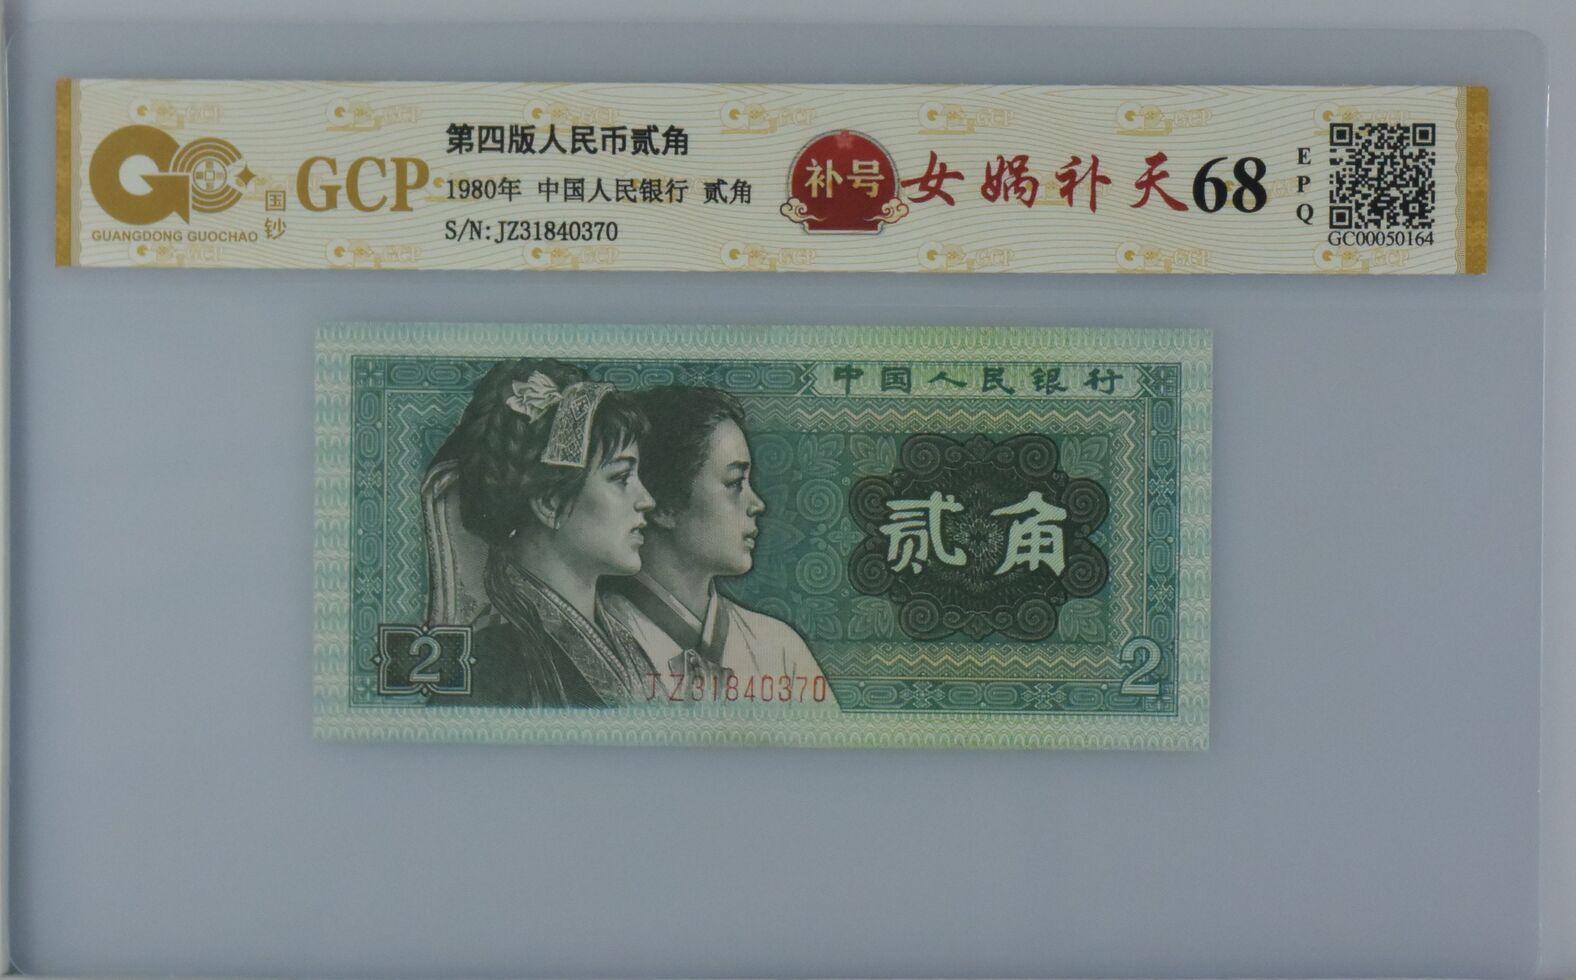 GC
国钞
GUANGDONG GUOCHAO
GCP
第四版人民币贰角
1980年 中国人民银行 贰角
S/N: JZ31840370
补号
女娲补天
68
EPQ
GC00050164
中国人民银行
贰角
2
JZ31840370
2